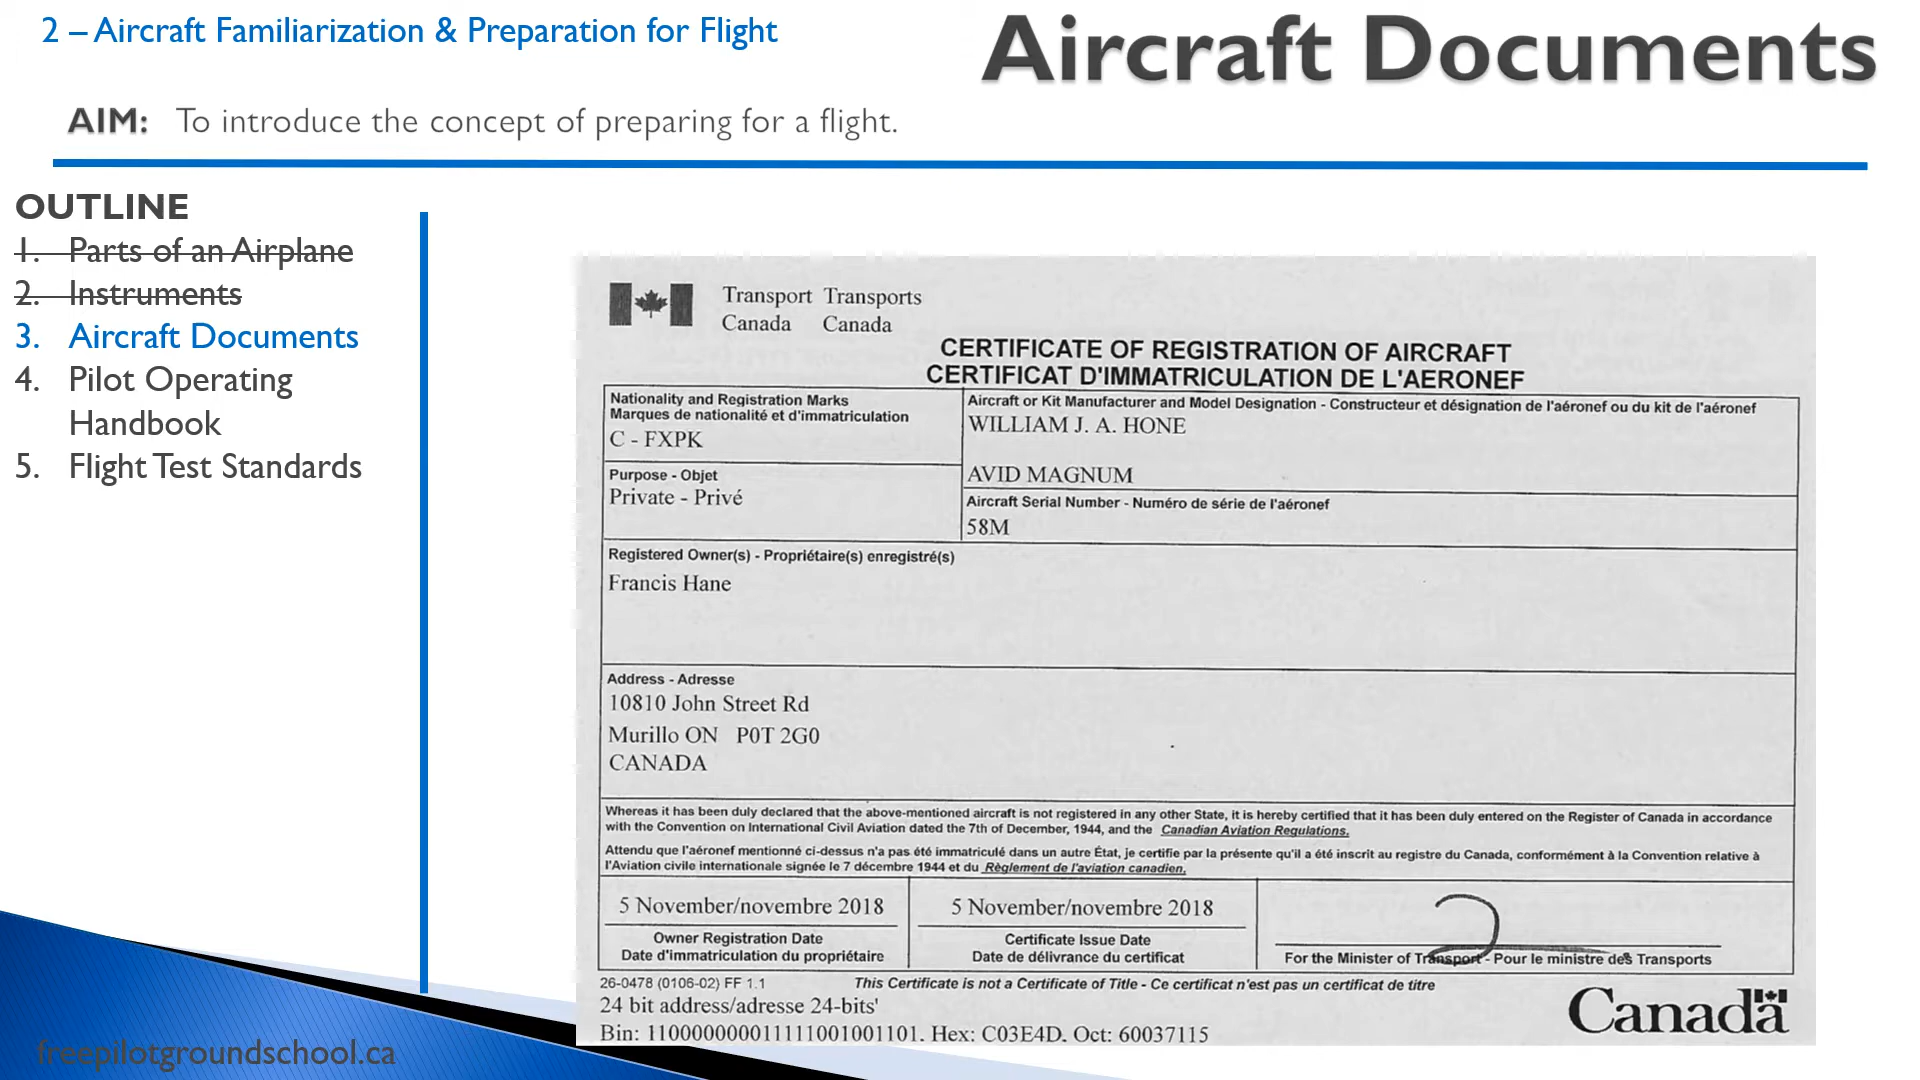 2 – Aircraft Familiarization & Preparation for Flight
Aircraft Documents
AIM: To introduce the concept of preparing for a flight.
OUTLINE
1. Parts of an Airplane
2. Instruments
3. Aircraft Documents
4. Pilot Operating
Handbook
5. Flight Test Standards
Transport Transports
Canada Canada
CERTIFICATE OF REGISTRATION OF AIRCRAFT
CERTIFICAT D'IMMATRICULATION DE L'AERONEF
Nationality and Registration Marks
Marques de nationalité et d'immatriculation
C - FXPK
Aircraft or Kit Manufacturer and Model Designation - Constructeur et désignation de l'aéronef ou du kit de l'aéronef
WILLIAM J. A. HONE
AVID MAGNUM
Purpose - Objet
Private - Privé
Aircraft Serial Number - Numéro de série de l'aéronef
58M
Registered Owner(s) - Propriétaire(s) enregistré(s)
Francis Hane
Address - Adresse
10810 John Street Rd
Murillo ON P0T 2G0
CANADA
Whereas it has been duly declared that the above-mentioned aircraft is not registered in any other State, it is hereby certified that it has been duly entered on the Register of Canada in accordance
with the Convention on International Civil Aviation dated the 7th of December, 1944, and the Canadian Aviation Regulations.
Attendu que l'aéronef mentionné ci-dessus n'a pas été immatriculé dans un autre État, je certifie par la présente qu'il a été inscrit au registre du Canada, conformément à la Convention relative à
l'Aviation civile internationale signée le 7 décembre 1944 et du Règlement de l'aviation canadien.
5 November/novembre 2018
Owner Registration Date
Date d'immatriculation du propriétaire
5 November/novembre 2018
Certificate Issue Date
Date de délivrance du certificat
For the Minister of Transport - Pour le ministre des Transports
26-0478 (0106-02) FF 1.1
This Certificate is not a Certificate of Title - Ce certificat n'est pas un certificat de titre
24 bit address/adresse 24-bits'
Bin: 110000000011111001001101. Hex: C03E4D. Oct: 60037115
Canada
freepilotgroundschool.ca